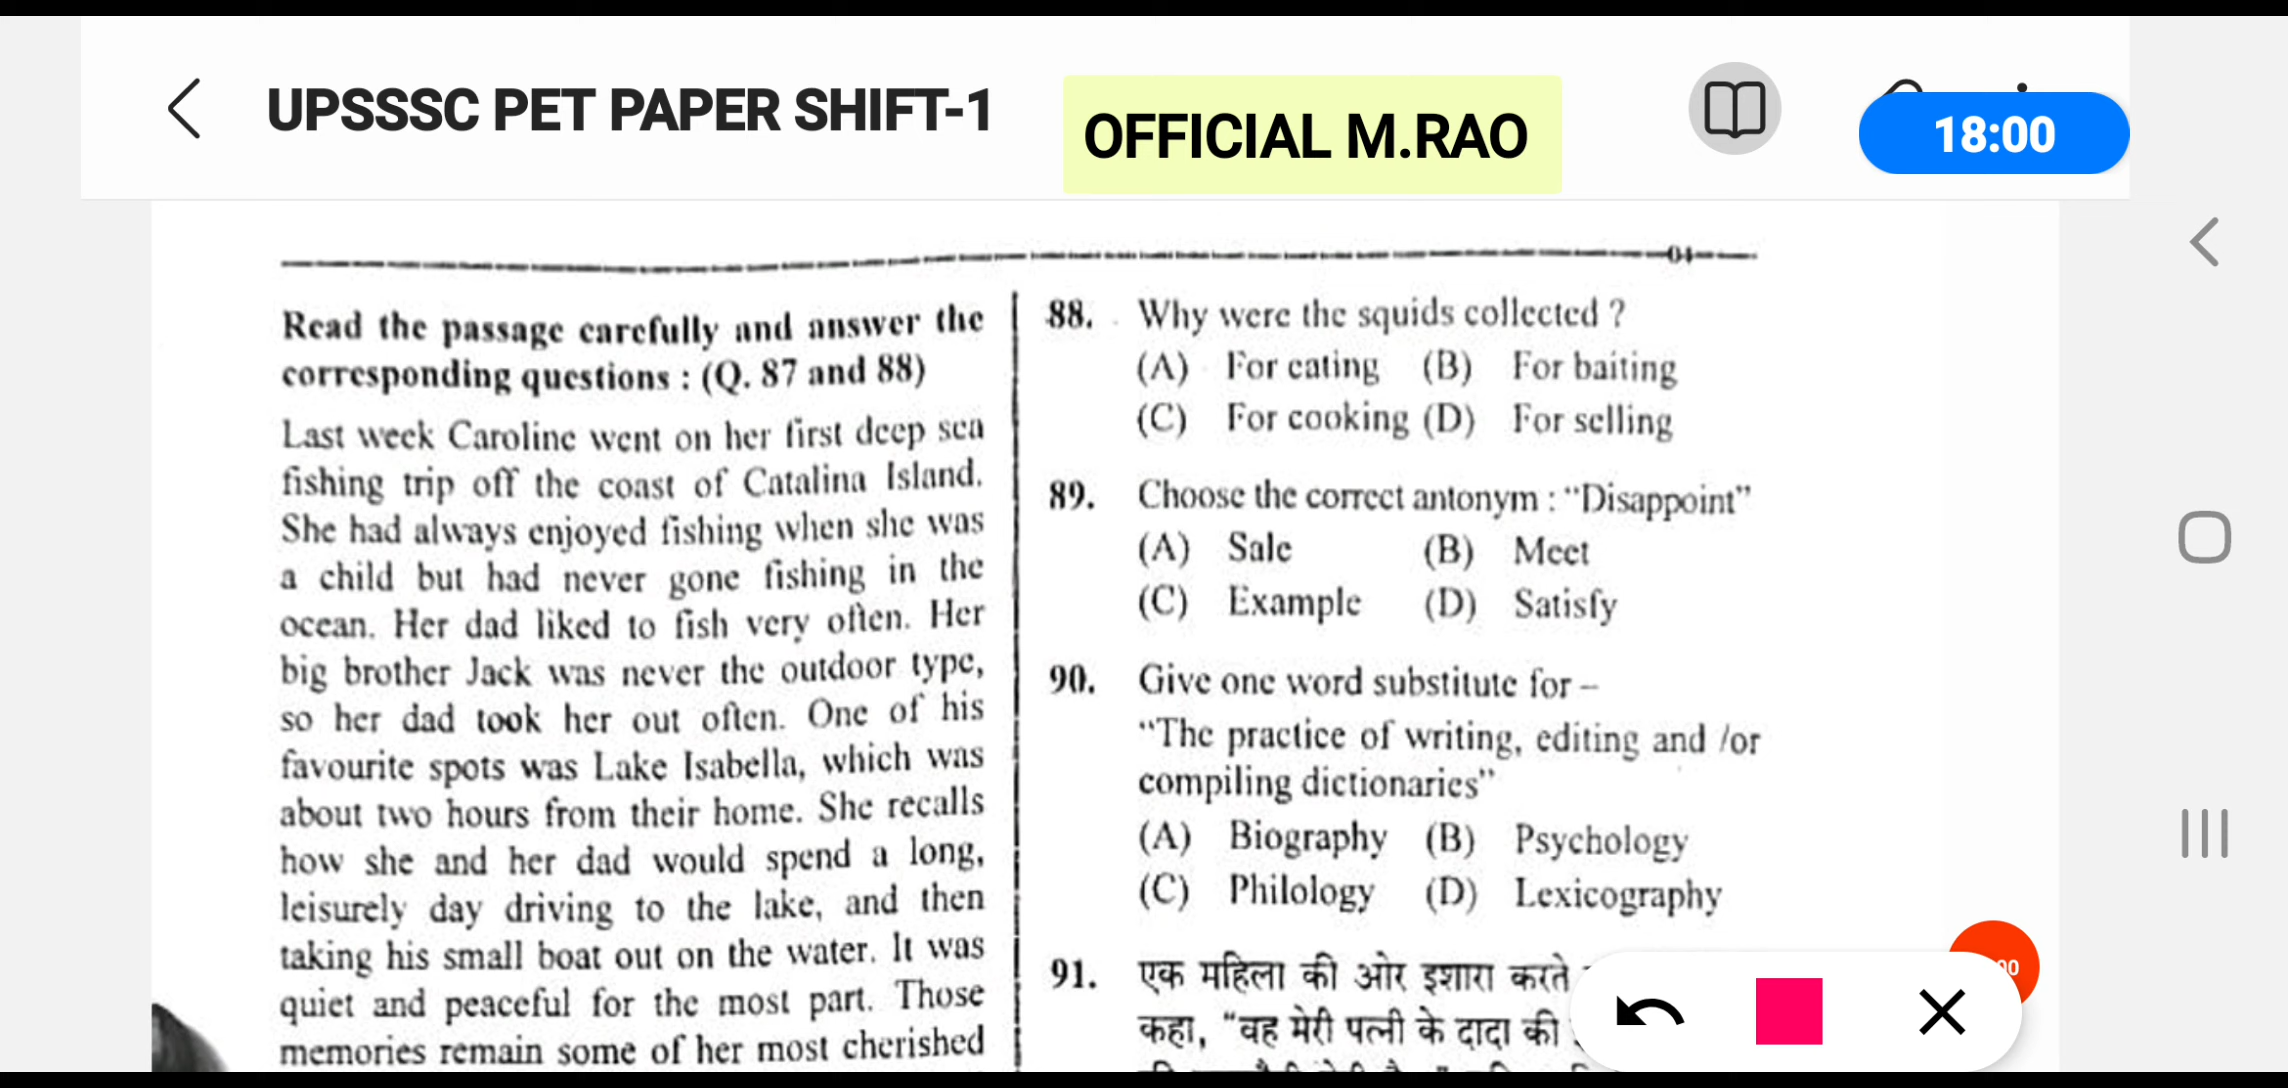 UPSSSC PET PAPER SHIFT-1
OFFICIAL M.RAO
18:00
Read the passage carefully and answer the
corresponding questions : (Q. 87 and 88)
Last week Caroline went on her first deep sea
fishing trip off the coast of Catalina Island.
She had always enjoyed fishing when she was
a child but had never gone fishing in the
ocean. Her dad liked to fish very often. Her
big brother Jack was never the outdoor type,
so her dad took her out often. One of his
favourite spots was Lake Isabella, which was
about two hours from their home. She recalls
how she and her dad would spend a long,
leisurely day driving to the lake, and then
taking his small boat out on the water. It was
quiet and peaceful for the most part. Those
memories remain some of her most cherished
88. Why were the squids collected ?
(A) For eating (B) For baiting
(C) For cooking (D) For selling
89. Choose the correct antonym : “Disappoint”
(A) Sale (B) Meet
(C) Example (D) Satisfy
90. Give one word substitute for –
“The practice of writing, editing and /or
compiling dictionaries”
(A) Biography (B) Psychology
(C) Philology (D) Lexicography
91. एक महिला की ओर इशारा करते
कहा, “वह मेरी पत्नी के दादा की